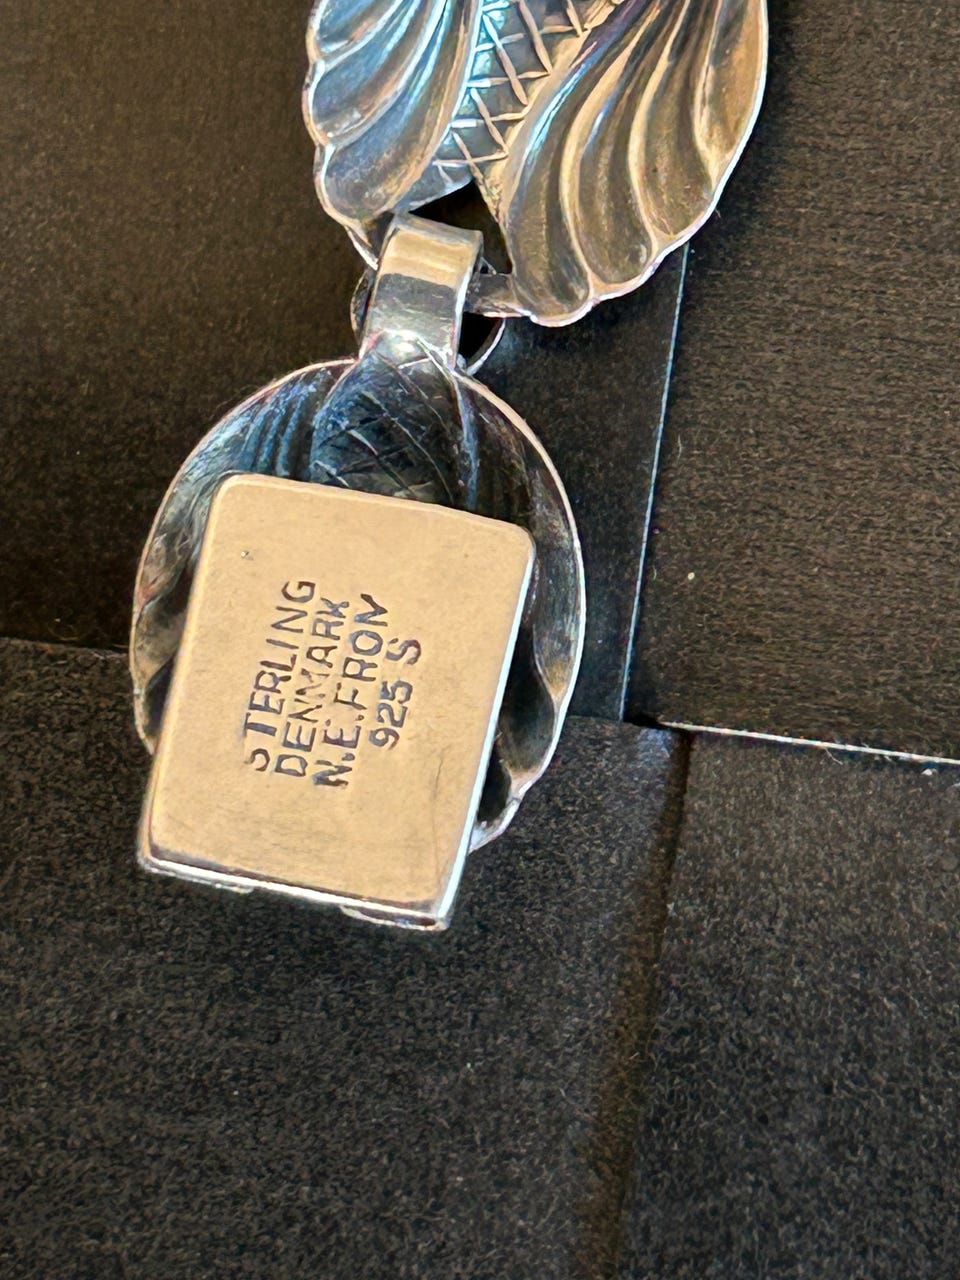 STERLING
DENMARK
N.E.FROM
925 S